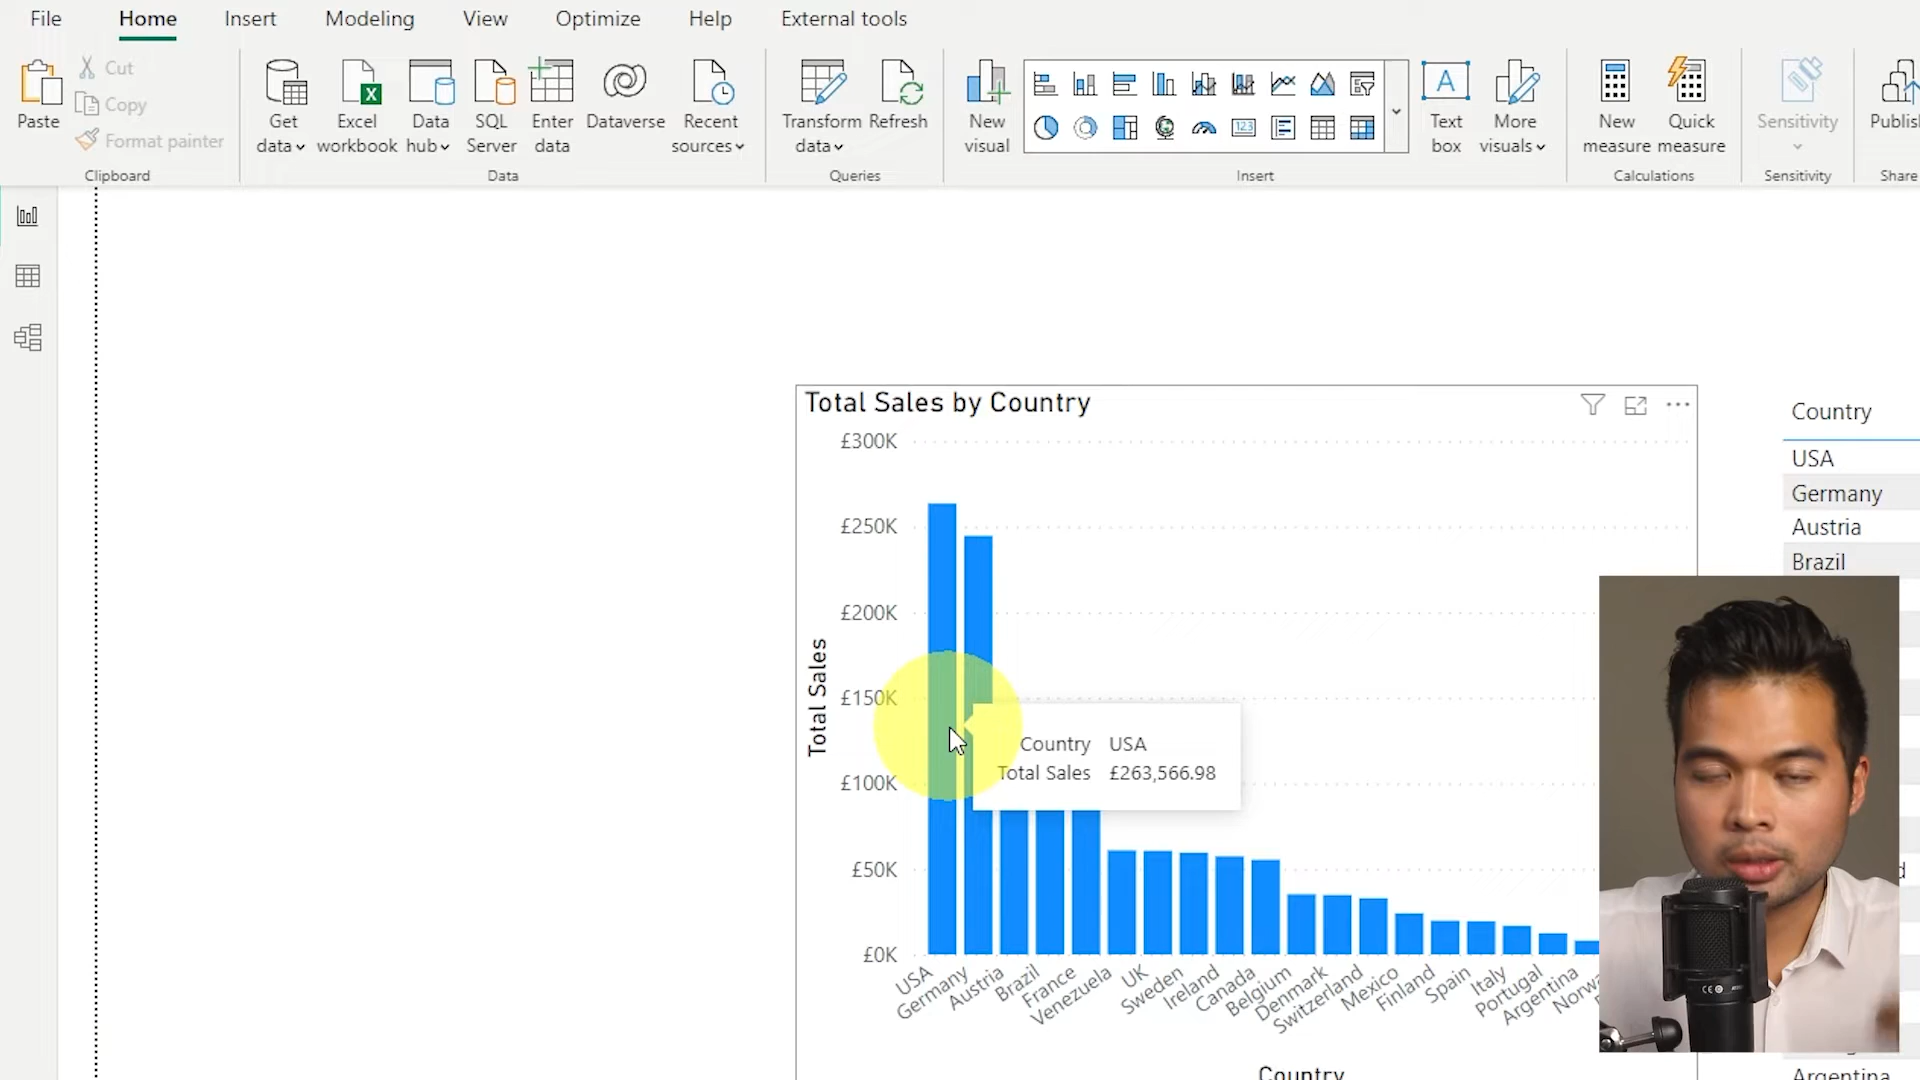 File Home Insert Modeling View Optimize Help External tools
Paste
Cut
Copy
Format painter
Clipboard
Get data
Excel workbook
Data hub
SQL Server
Enter data
Dataverse
Recent sources
Data
Transform data
Refresh
Queries
New visual
123
A
Text box
More visuals
Insert
New measure
Quick measure
Calculations
Sensitivity
Sensitivity
Publish
Share
Total Sales by Country
£300K
£250K
£200K
£150K
£100K
£50K
£0K
Total Sales
Country USA
Total Sales £263,566.98
USA
Germany
Austria
Brazil
France
Venezuela
UK
Sweden
Ireland
Canada
Belgium
Denmark
Switzerland
Mexico
Finland
Spain
Italy
Portugal
Argentina
Norwa
Country
Country
USA
Germany
Austria
Brazil
Argentina